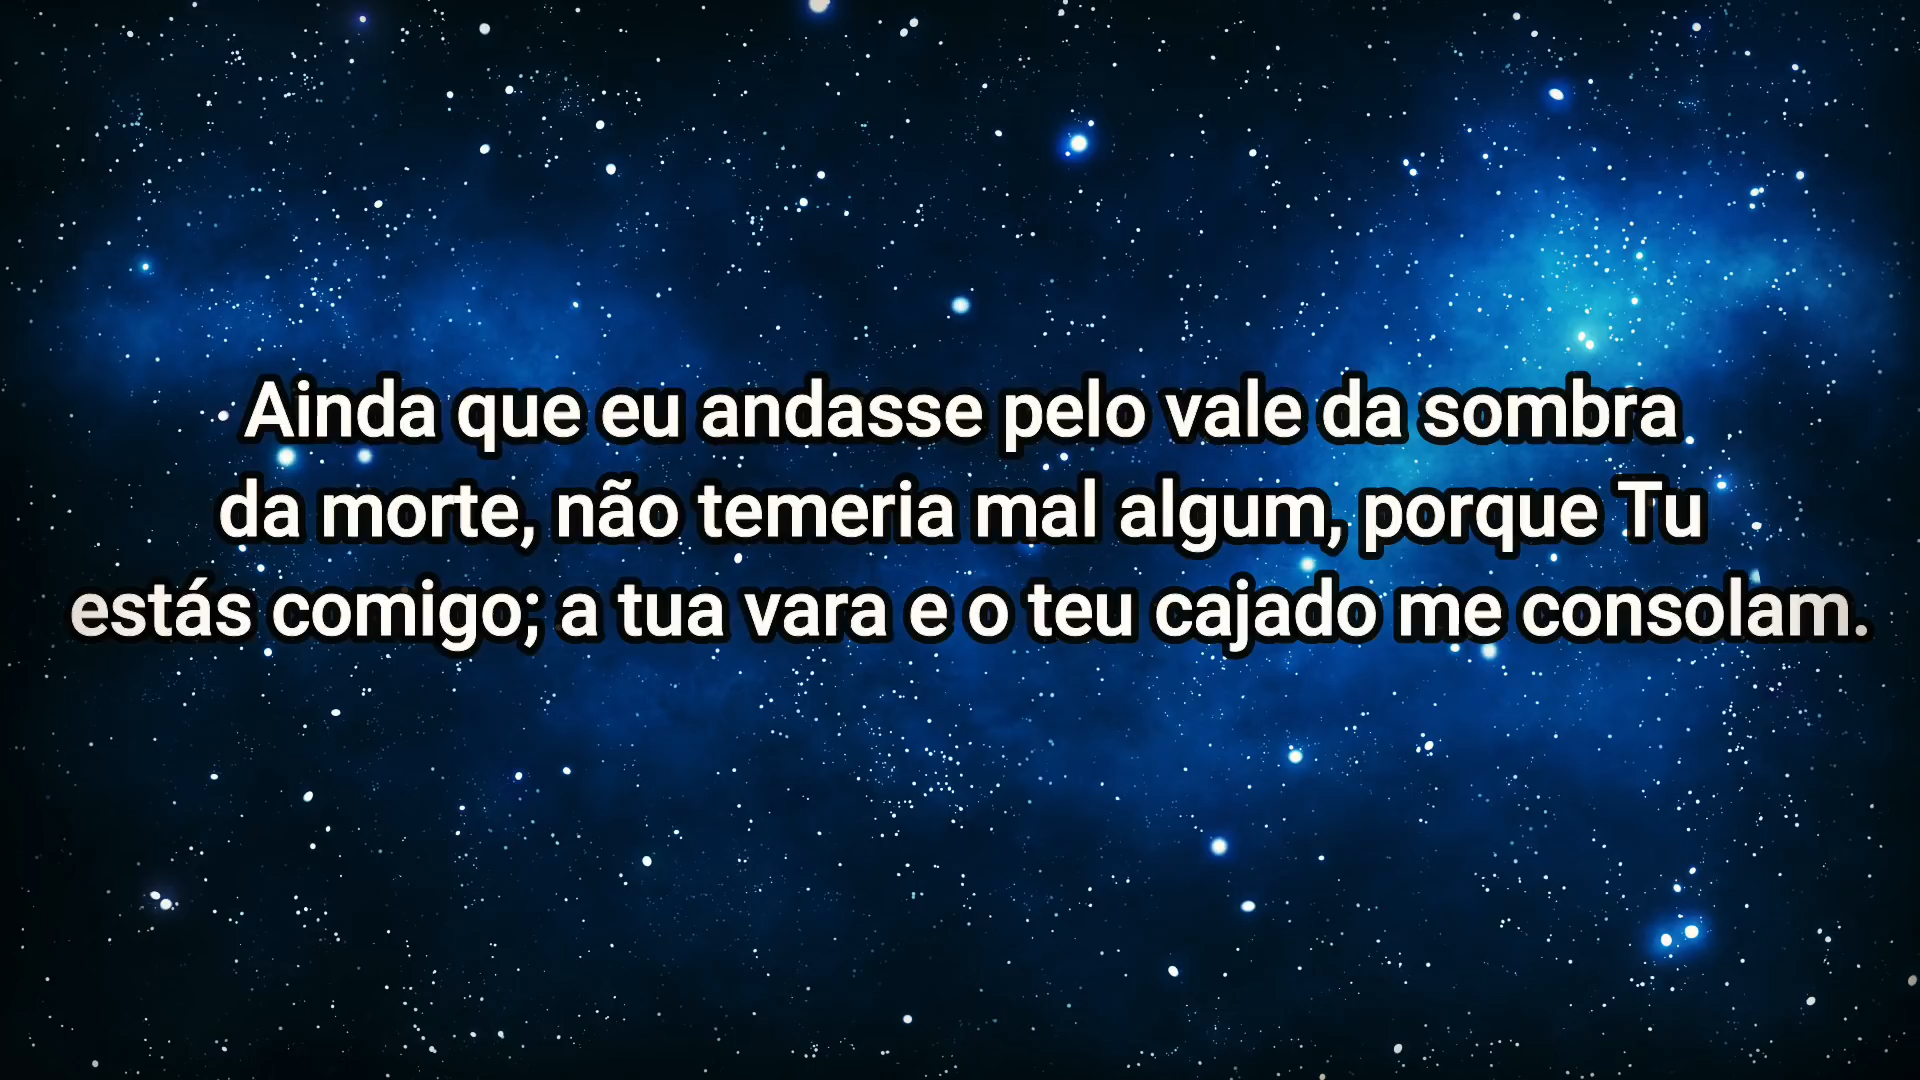 Ainda que eu andasse pelo vale da sombra
da morte, não temeria mal algum, porque Tu
estás comigo; a tua vara e o teu cajado me consolam.